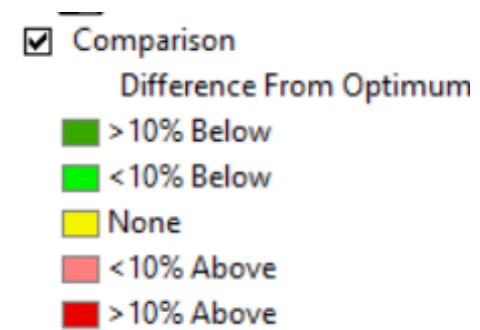 Comparison
Difference From Optimum
>10% Below
<10% Below
None
<10% Above
>10% Above